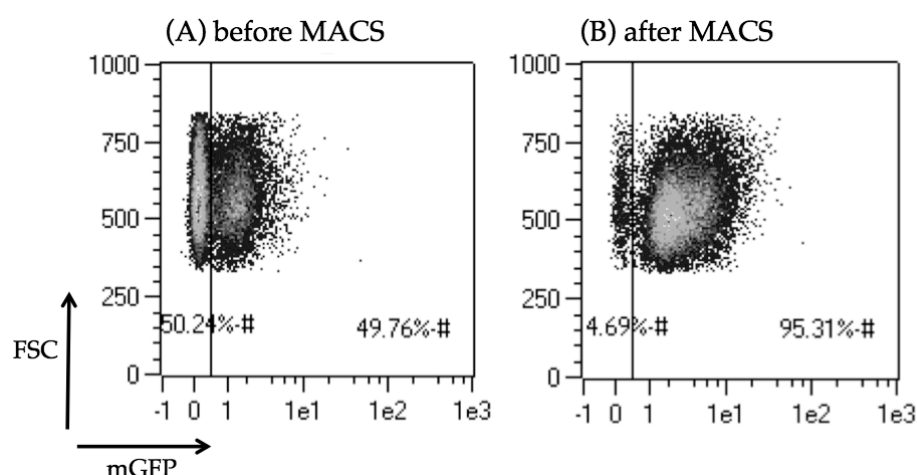 (A) before MACS
(B) after MACS
1000
750
500
250
0
50.24%-#
49.76%-#
-1 0 1 1e1 1e2 1e3
1000
750
500
250
0
4.69%-#
95.31%-#
-1 0 1 1e1 1e2 1e3
FSC
mGFP